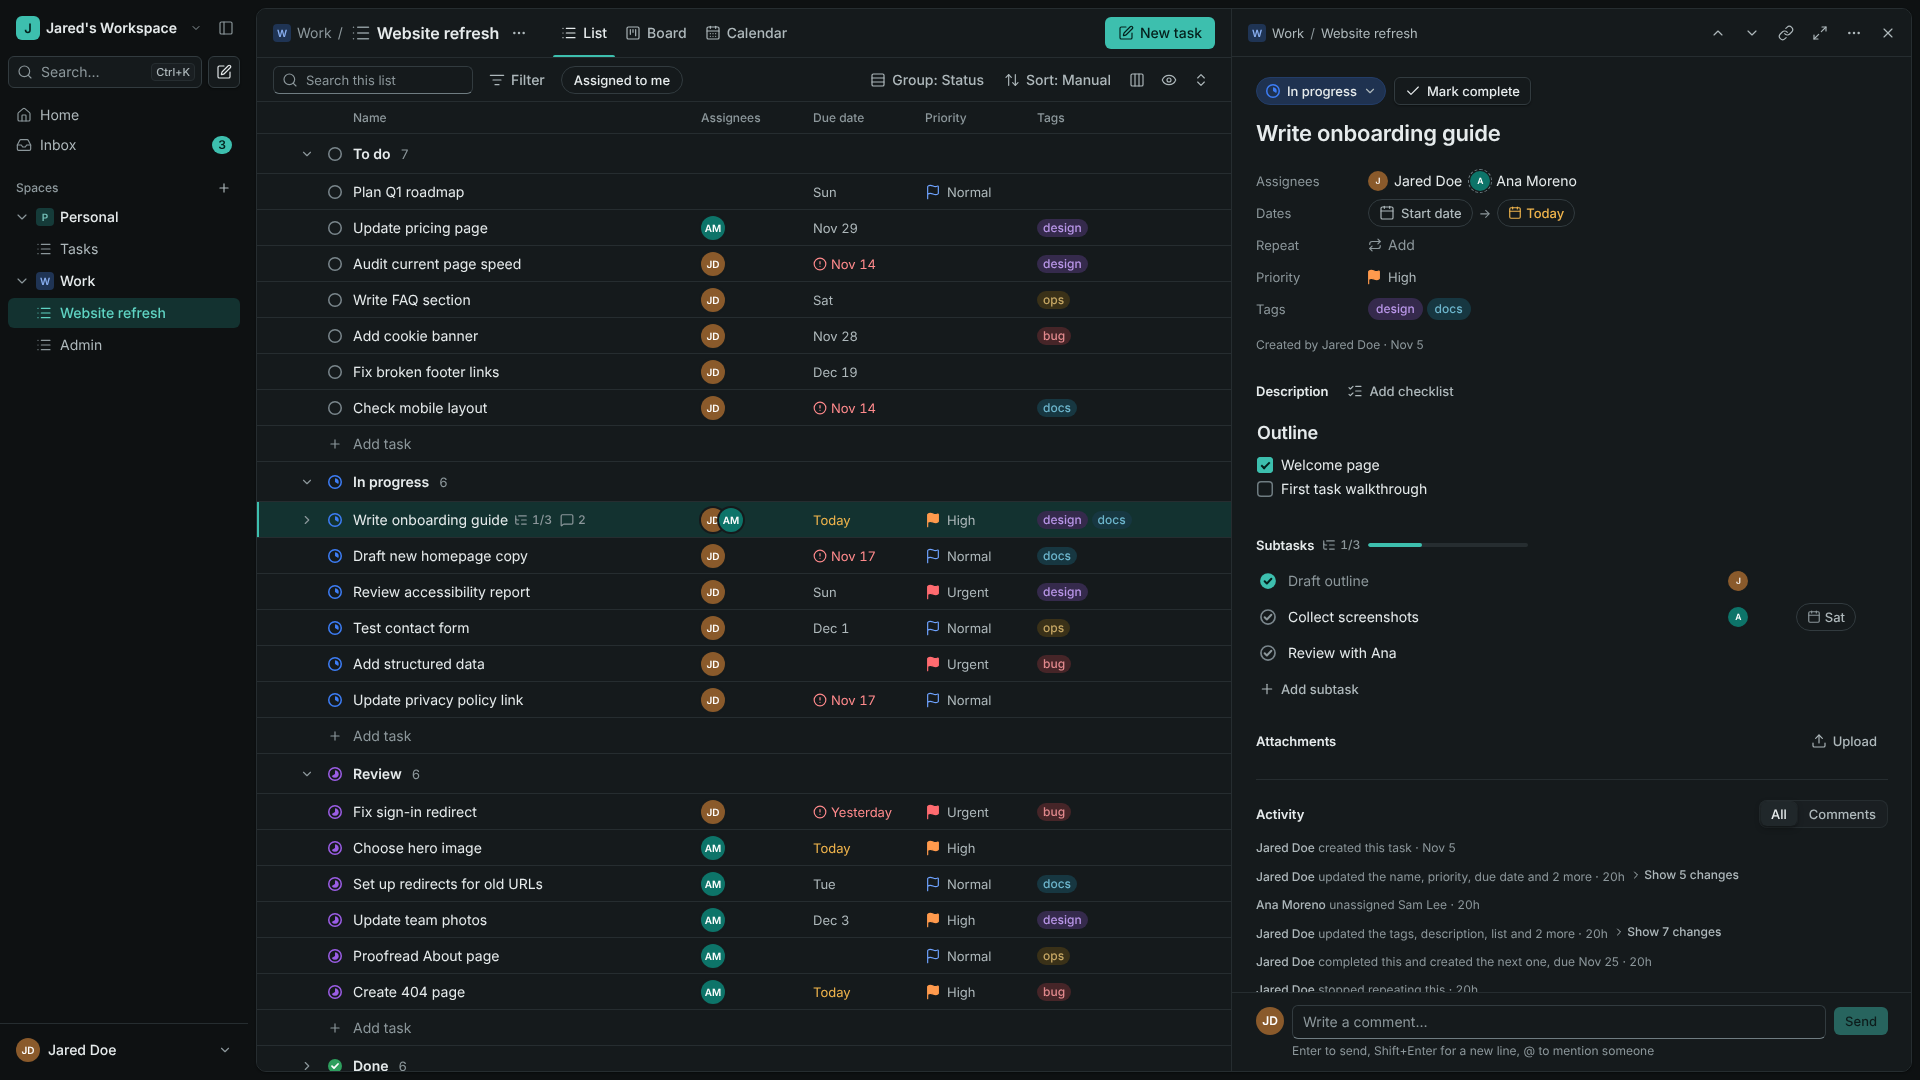 J Jared's Workspace
Search... Ctrl+K
Home
Inbox 3
Spaces
P Personal
Tasks
W Work
Website refresh
Admin
JD Jared Doe
W Work / Website refresh ...
List Board Calendar
New task
Search this list
Filter
Assigned to me
Group: Status
Sort: Manual
Name Assignees Due date Priority Tags
To do 7
Plan Q1 roadmap Sun Normal
Update pricing page AM Nov 29 design
Audit current page speed JD Nov 14 design
Write FAQ section JD Sat ops
Add cookie banner JD Nov 28 bug
Fix broken footer links JD Dec 19
Check mobile layout JD Nov 14 docs
+ Add task
In progress 6
Write onboarding guide 1/3 2 JD AM Today High design docs
Draft new homepage copy JD Nov 17 Normal docs
Review accessibility report JD Sun Urgent design
Test contact form JD Dec 1 Normal ops
Add structured data JD Urgent bug
Update privacy policy link JD Nov 17 Normal
+ Add task
Review 6
Fix sign-in redirect JD Yesterday Urgent bug
Choose hero image AM Today High
Set up redirects for old URLs AM Tue Normal docs
Update team photos AM Dec 3 High design
Proofread About page AM Normal ops
Create 404 page AM Today High bug
+ Add task
Done 6
W Work / Website refresh
In progress
Mark complete
Write onboarding guide
Assignees J Jared Doe A Ana Moreno
Dates Start date → Today
Repeat Add
Priority High
Tags design docs
Created by Jared Doe · Nov 5
Description Add checklist
Outline
Welcome page
First task walkthrough
Subtasks 1/3
Draft outline J
Collect screenshots A Sat
Review with Ana
+ Add subtask
Attachments Upload
Activity All Comments
Jared Doe created this task · Nov 5
Jared Doe updated the name, priority, due date and 2 more · 20h Show 5 changes
Ana Moreno unassigned Sam Lee · 20h
Jared Doe updated the tags, description, list and 2 more · 20h Show 7 changes
Jared Doe completed this and created the next one, due Nov 25 · 20h
Jared Doe stopped repeating this · 20h
JD Write a comment... Send
Enter to send, Shift+Enter for a new line, @ to mention someone